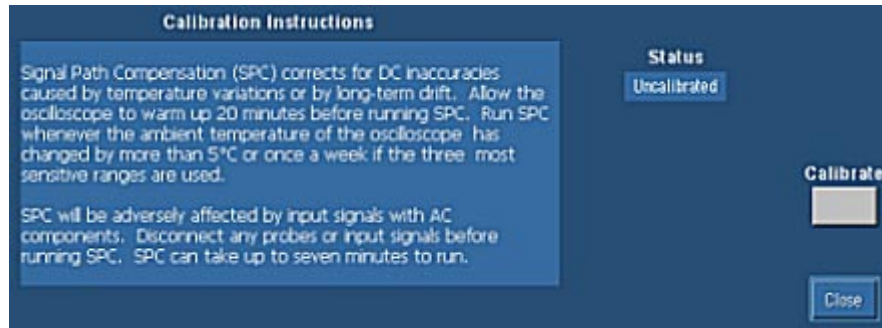 Calibration Instructions
Signal Path Compensation (SPC) corrects for DC inaccuracies
caused by temperature variations or by long-term drift. Allow the
oscilloscope to warm up 20 minutes before running SPC. Run SPC
whenever the ambient temperature of the oscilloscope has
changed by more than 5°C or once a week if the three most
sensitive ranges are used.
SPC will be adversely affected by input signals with AC
components. Disconnect any probes or input signals before
running SPC. SPC can take up to seven minutes to run.
Status
Uncalibrated
Calibrate
Close